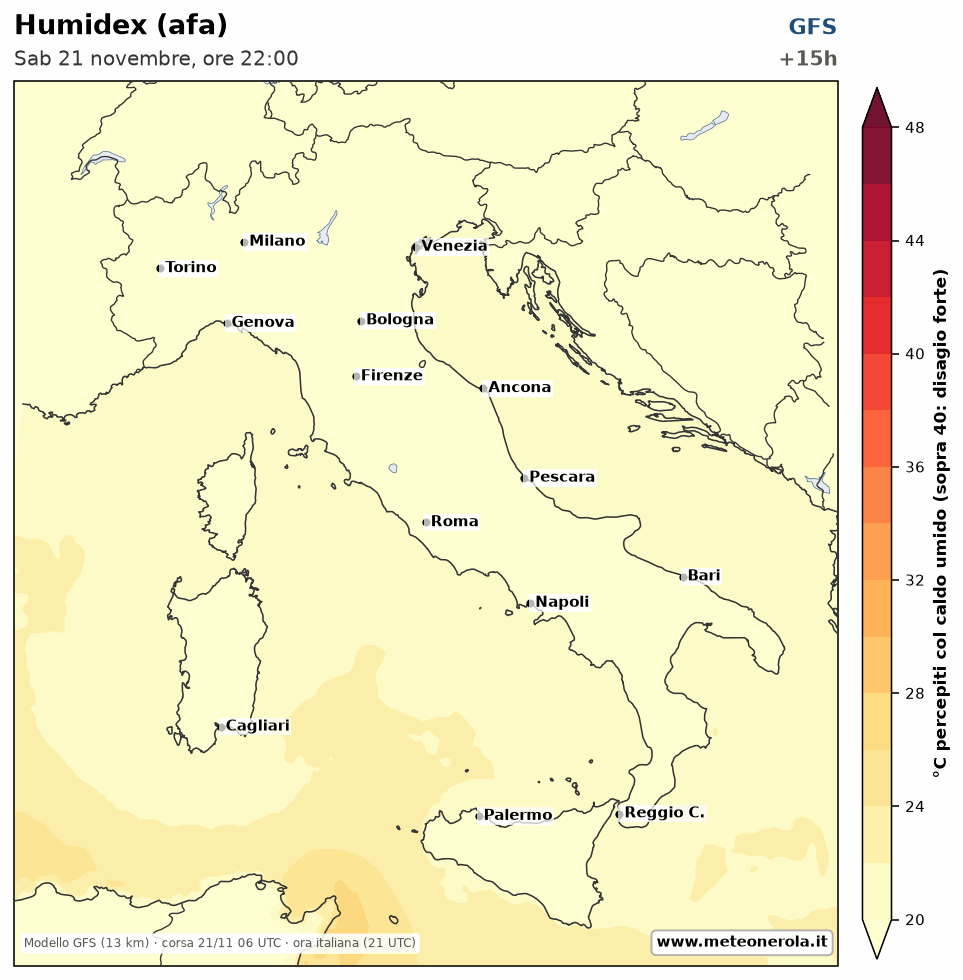 Humidex (afa)
GFS
Sab 21 novembre, ore 22:00
+15h
48
44
40
36
32
28
24
20
°C percepiti col caldo umido (sopra 40: disagio forte)
Milano
Venezia
Torino
Genova
Bologna
Firenze
Ancona
Pescara
Roma
Bari
Napoli
Cagliari
Palermo
Reggio C.
Modello GFS (13 km) · corsa 21/11 06 UTC · ora italiana (21 UTC)
www.meteonerola.it